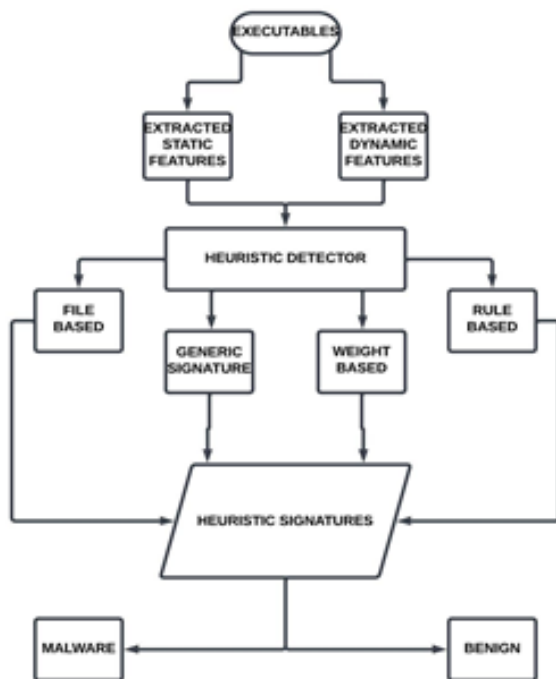 EXECUTABLES
EXTRACTED
STATIC
FEATURES
EXTRACTED
DYNAMIC
FEATURES
HEURISTIC DETECTOR
FILE
BASED
GENERIC
SIGNATURE
WEIGHT
BASED
RULE
BASED
HEURISTIC SIGNATURES
MALWARE
BENIGN